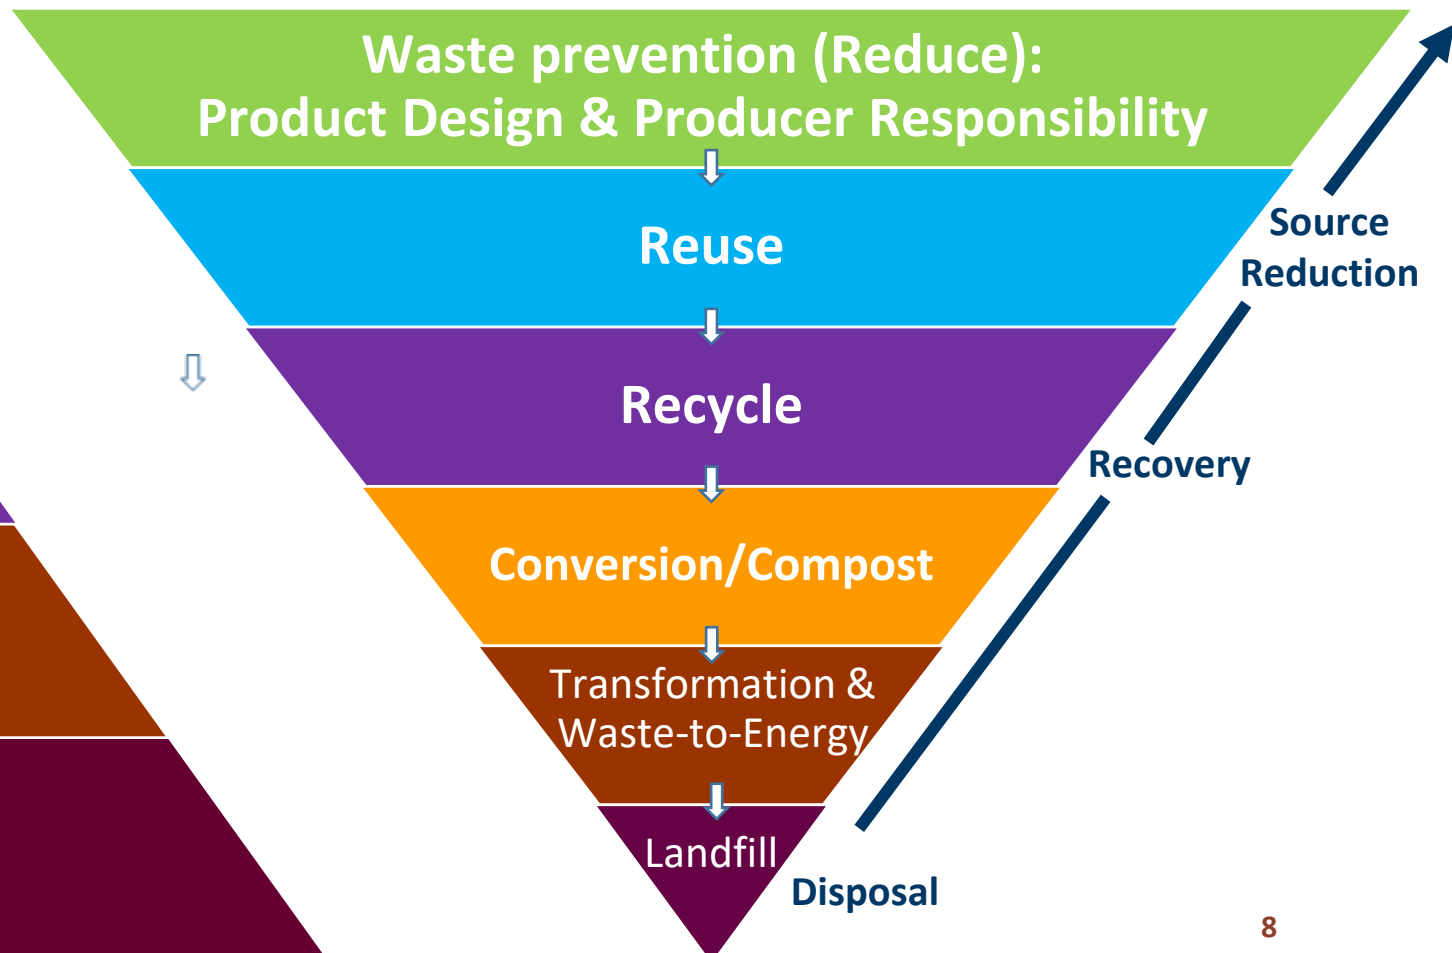 Waste prevention (Reduce):
Product Design & Producer Responsibility
Reuse
Source
Reduction
Recycle
Recovery
Conversion/Compost
Transformation &
Waste-to-Energy
Landfill
Disposal
8